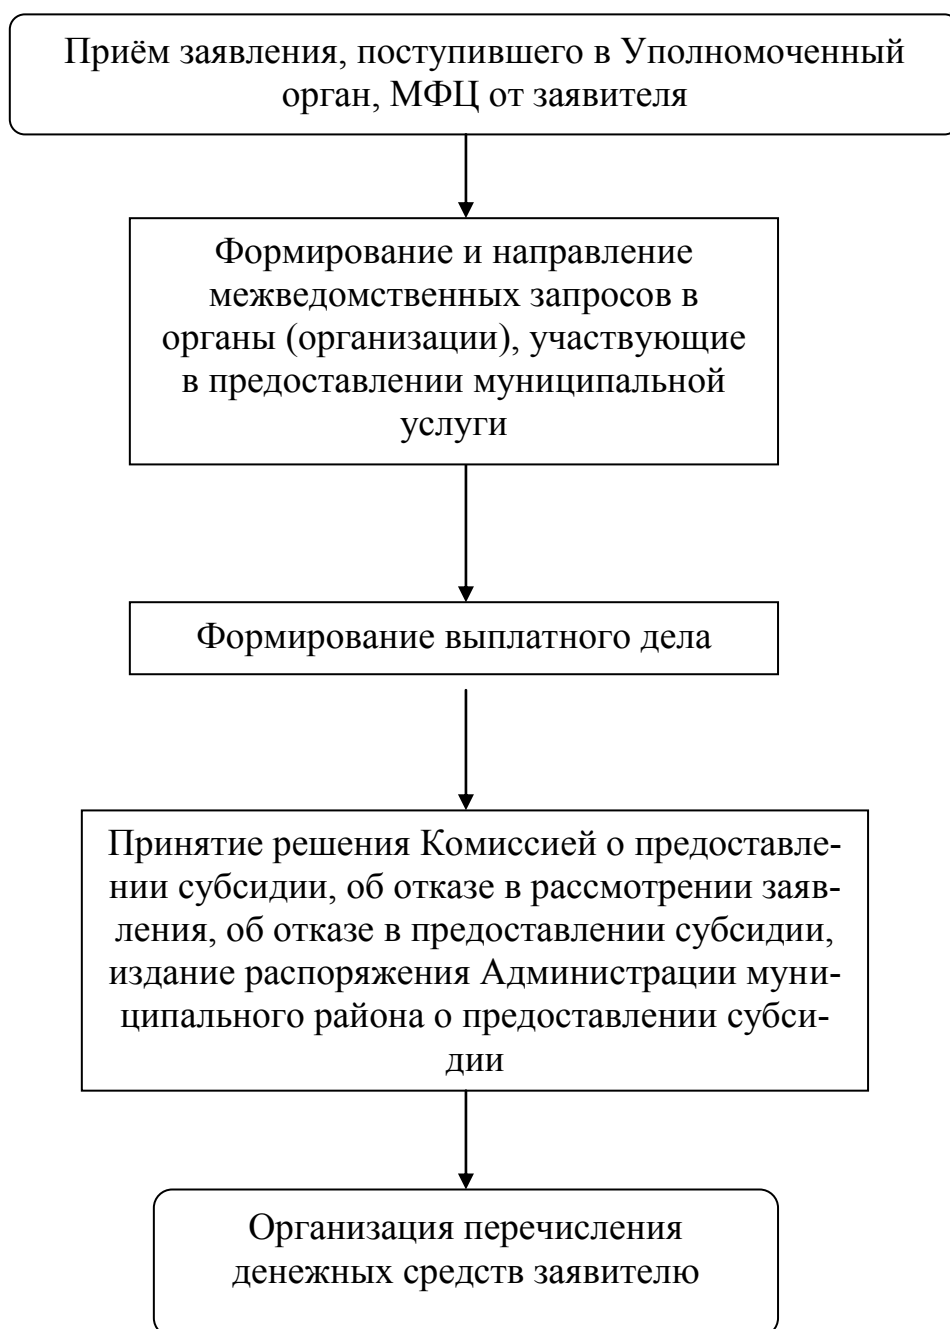 Приём заявления, поступившего в Уполномоченный
орган, МФЦ от заявителя
Формирование и направление
межведомственных запросов в
органы (организации), участвующие
в предоставлении муниципальной
услуги
Формирование выплатного дела
Принятие решения Комиссией о предоставле-
нии субсидии, об отказе в рассмотрении заяв-
ления, об отказе в предоставлении субсидии,
издание распоряжения Администрации муни-
ципального района о предоставлении субси-
дии
Организация перечисления
денежных средств заявителю